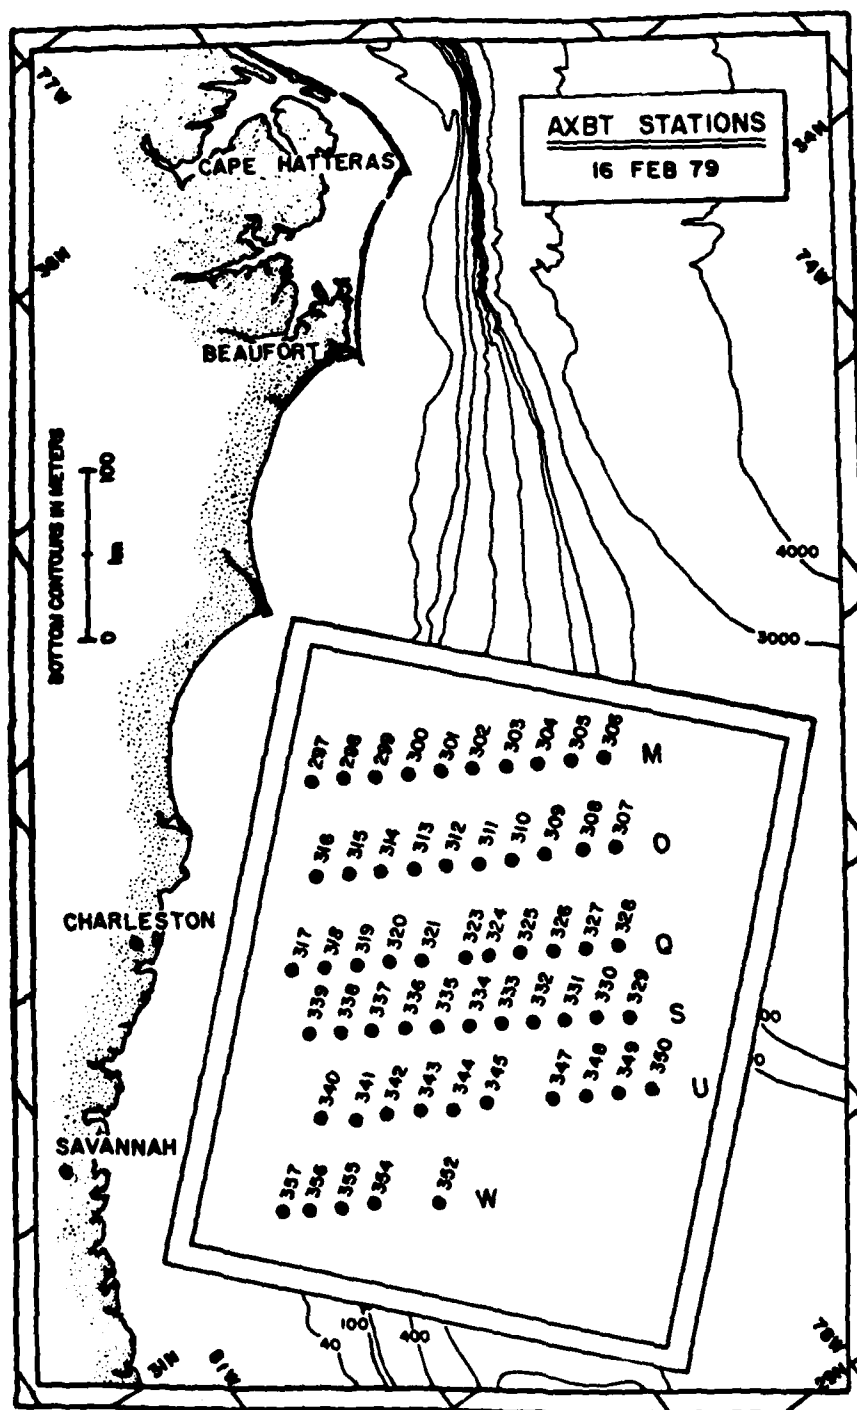 77W
AXBT STATIONS
34N
16 FEB 79
CAPE HATTERAS
36N
74W
BEAUFORT
BOTTOM CONTOURS IN METERS
0 km 100
4000
3000
297 298 299 300 301 302 303 304 305 306 M
316 315 314 313 312 311 310 309 308 307 O
CHARLESTON
317 318 319 320 321 323 324 325 326 327 328 Q
339 338 337 336 335 334 333 332 331 330 329 S
00
0
340 341 342 343 344 345 347 348 349 350 U
SAVANNAH
357 356 355 354 352 W
40
100
400
31N
81W
78W
29N